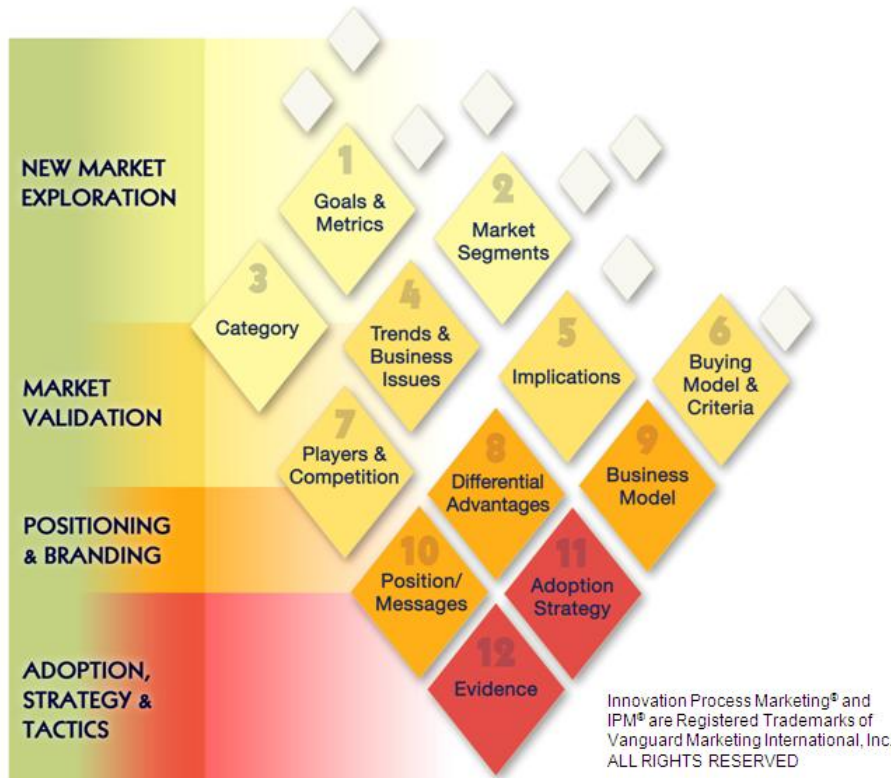 NEW MARKET
EXPLORATION
1
Goals &
Metrics
2
Market
Segments
3
Category
4
Trends &
Business
Issues
5
Implications
6
Buying
Model &
Criteria
MARKET
VALIDATION
7
Players &
Competition
8
Differential
Advantages
9
Business
Model
POSITIONING
& BRANDING
10
Position/
Messages
11
Adoption
Strategy
ADOPTION,
STRATEGY &
TACTICS
12
Evidence
Innovation Process Marketing® and
IPM® are Registered Trademarks of
Vanguard Marketing International, Inc.
ALL RIGHTS RESERVED